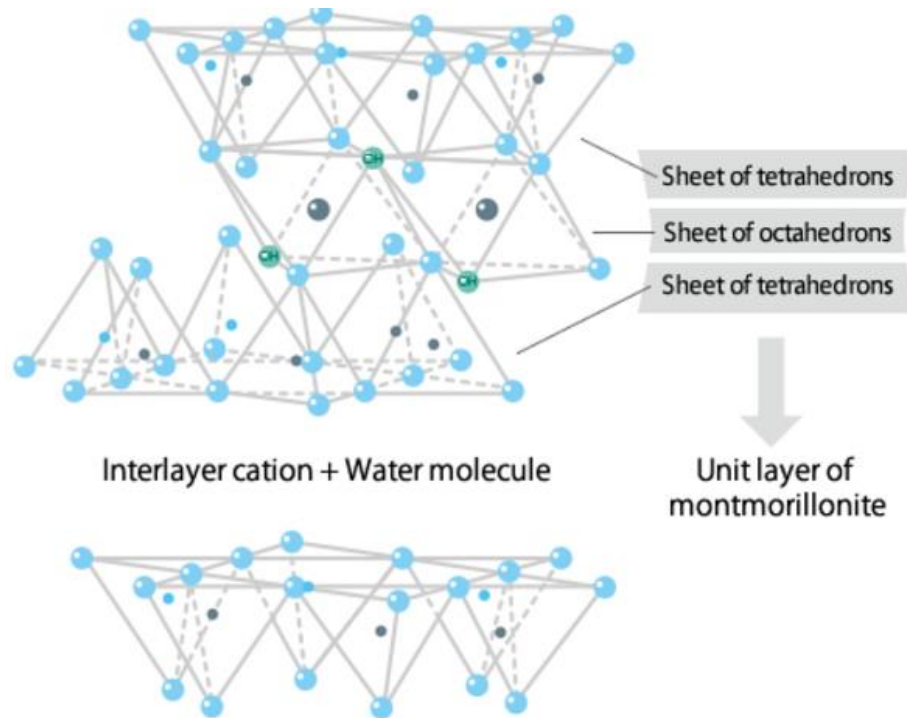 OH
Sheet of tetrahedrons
Sheet of octahedrons
OH
OH
Sheet of tetrahedrons
Interlayer cation + Water molecule
Unit layer of
montmorillonite